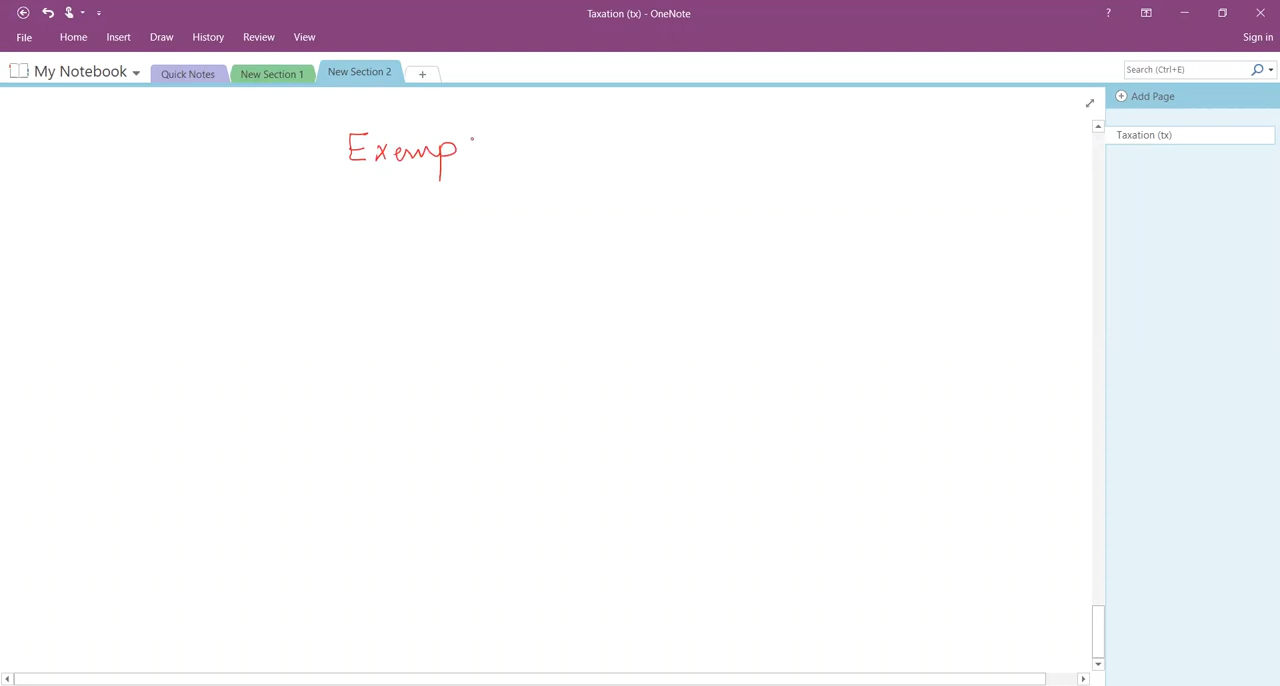 Taxation (tx) - OneNote
?
File Home Insert Draw History Review View
Sign in
My Notebook
Quick Notes
New Section 1
New Section 2
+
Search (Ctrl+E)
Add Page
Taxation (tx)
Exemp